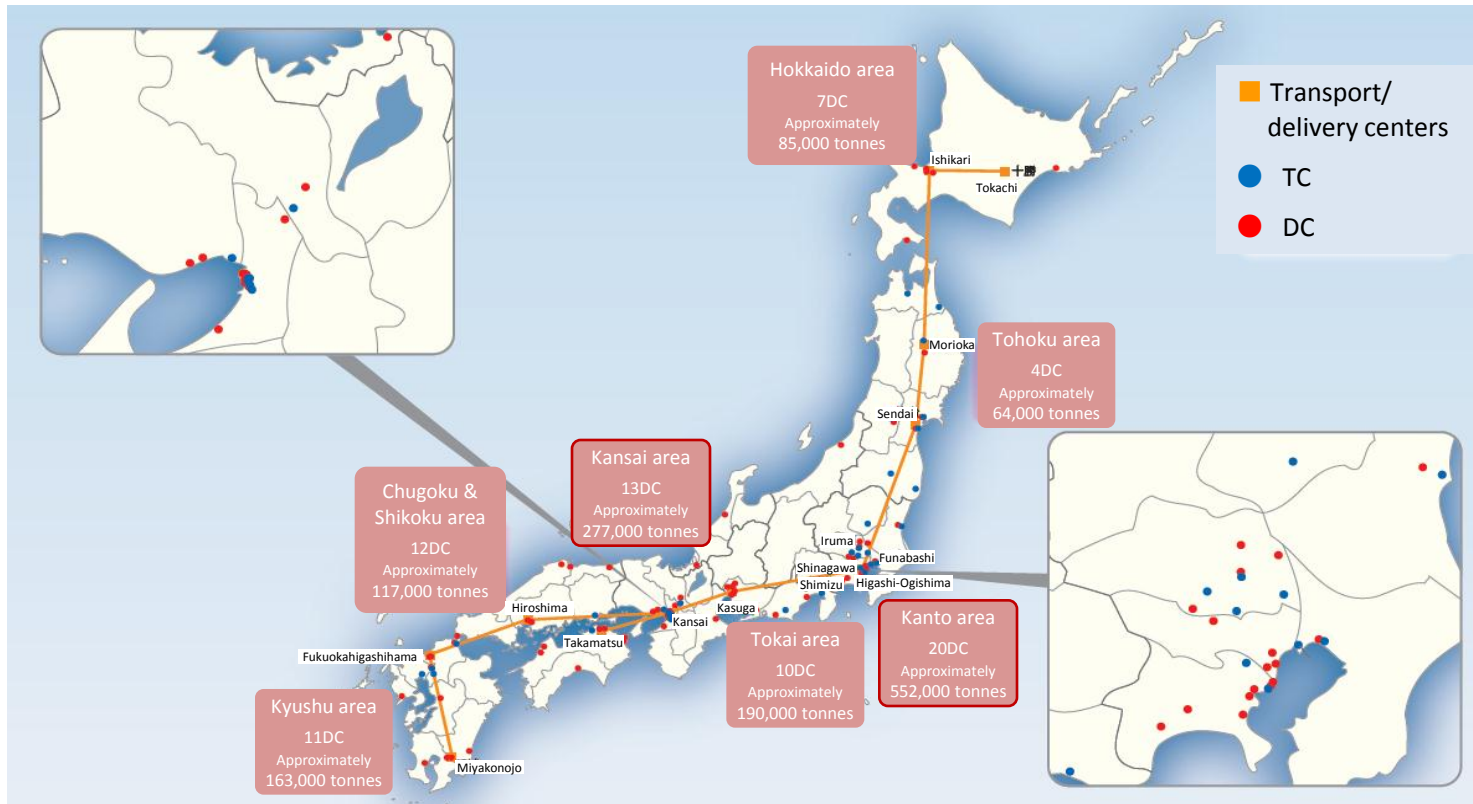 Hokkaido area
7DC
Approximately
85,000 tonnes
Transport/
delivery centers
TC
DC
Ishikari
十勝
Tokachi
Morioka
Tohoku area
4DC
Approximately
64,000 tonnes
Sendai
Kansai area
13DC
Approximately
277,000 tonnes
Chugoku &
Shikoku area
12DC
Approximately
117,000 tonnes
Iruma
Funabashi
Shinagawa
Higashi-Ogishima
Shimizu
Hiroshima
Kasuga
Kansai
Takamatsu
Kanto area
20DC
Approximately
552,000 tonnes
Tokai area
10DC
Approximately
190,000 tonnes
Fukuokahigashihama
Kyushu area
11DC
Approximately
163,000 tonnes
Miyakonojo